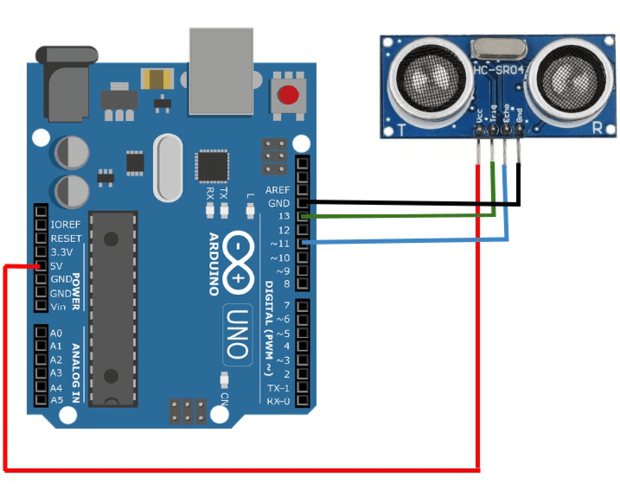 HC-SR04
Vcc
Trig
Echo
Gnd
T
R
AREF
GND
13
12
~11
~10
~9
8
7
~6
~5
4
~3
2
TX-1
RX-0
DIGITAL (PWM ~)
IOREF
RESET
3.3V
5V
GND
GND
Vin
POWER
A0
A1
A2
A3
A4
A5
ANALOG IN
RX
TX
L
ARDUINO
UNO